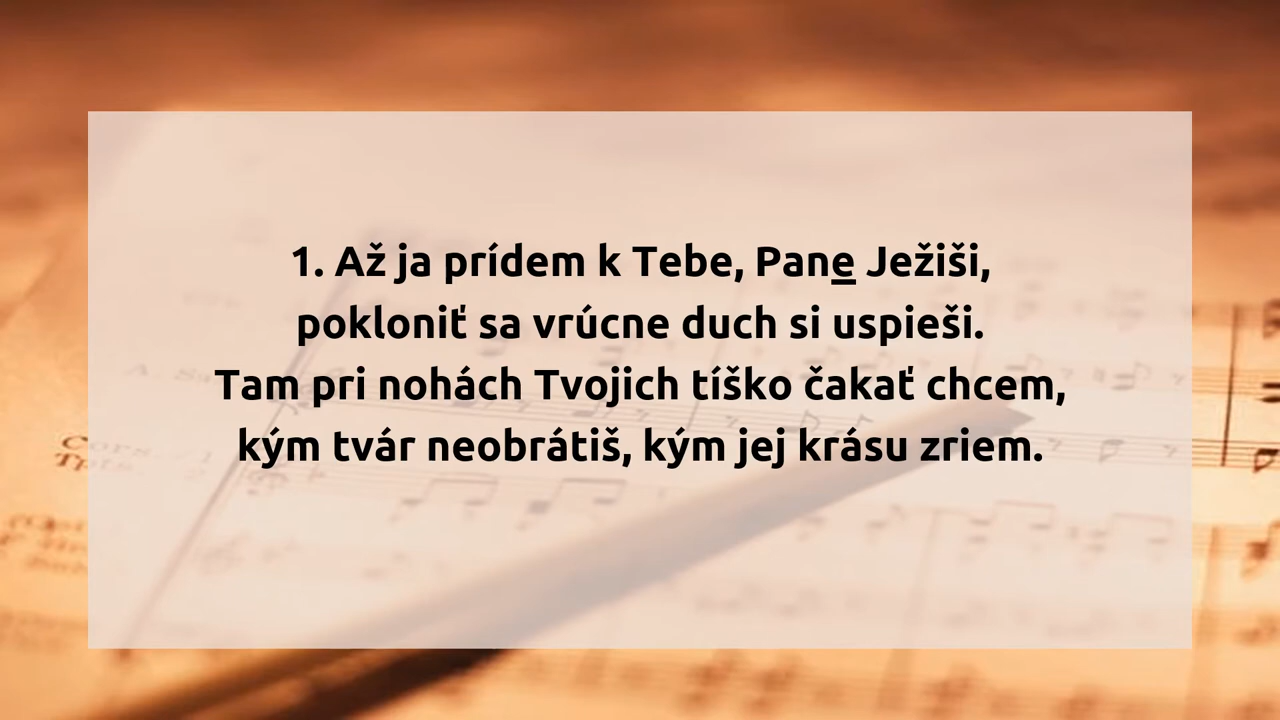 1. Až ja prídem k Tebe, Pane Ježiši,
pokloniť sa vrúcne duch si uspieši.
Tam pri nohách Tvojich tíško čakať chcem,
kým tvár neobrátiš, kým jej krásu zriem.